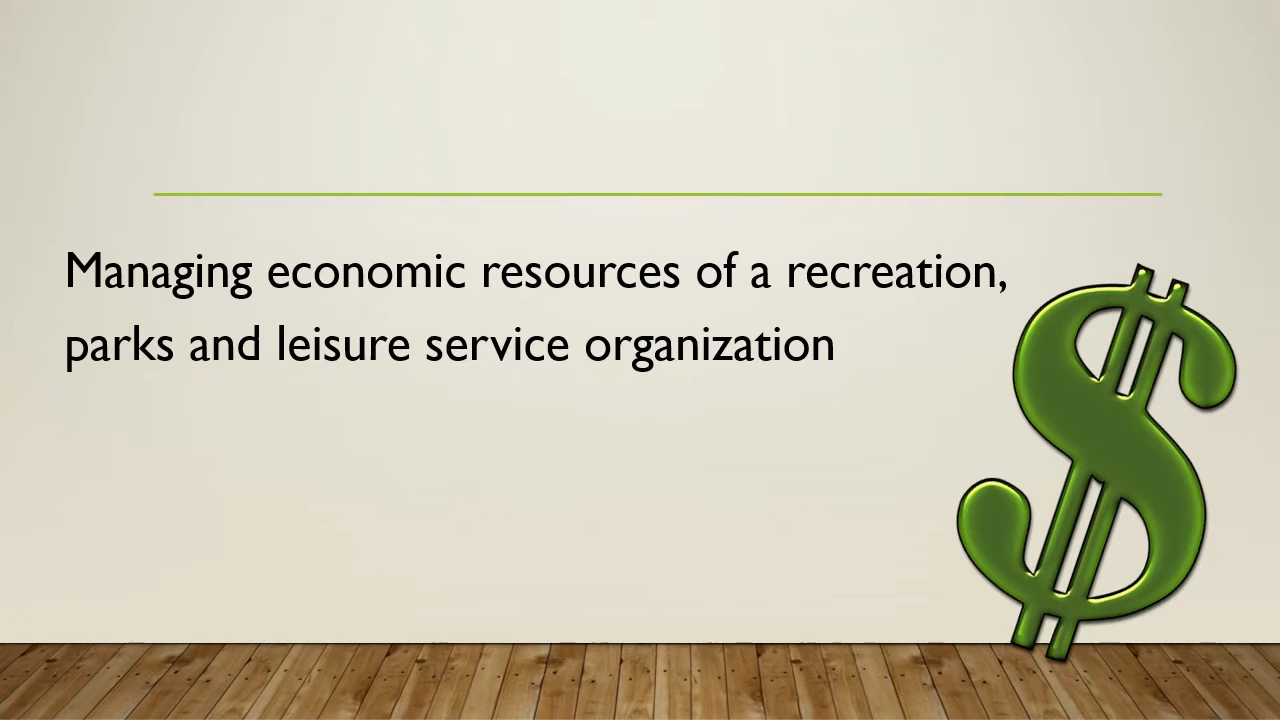 Managing economic resources of a recreation,
parks and leisure service organization
$